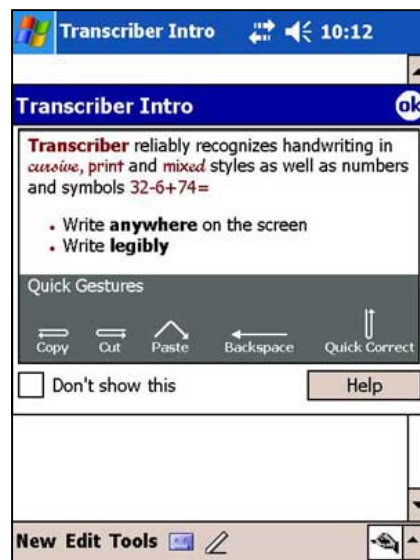 Transcriber Intro 10:12
Transcriber Intro ok
Transcriber reliably recognizes handwriting in
cursive, print and mixed styles as well as numbers
and symbols 32-6+74=
• Write anywhere on the screen
• Write legibly
Quick Gestures
Copy Cut Paste Backspace Quick Correct
Don't show this Help
New Edit Tools